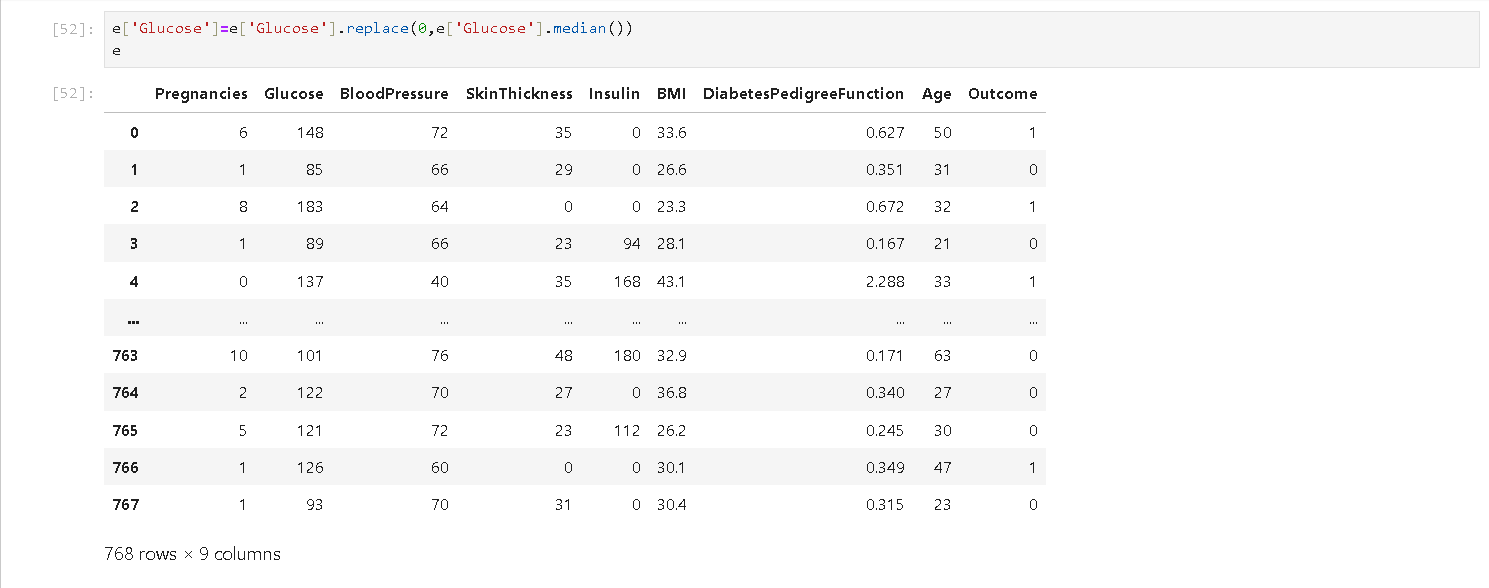 [52]: e['Glucose']=e['Glucose'].replace(0,e['Glucose'].median())
e
[52]:
Pregnancies Glucose BloodPressure SkinThickness Insulin BMI DiabetesPedigreeFunction Age Outcome
0 6 148 72 35 0 33.6 0.627 50 1
1 1 85 66 29 0 26.6 0.351 31 0
2 8 183 64 0 0 23.3 0.672 32 1
3 1 89 66 23 94 28.1 0.167 21 0
4 0 137 40 35 168 43.1 2.288 33 1
... ... ... ... ... ... ... ... ... ...
763 10 101 76 48 180 32.9 0.171 63 0
764 2 122 70 27 0 36.8 0.340 27 0
765 5 121 72 23 112 26.2 0.245 30 0
766 1 126 60 0 0 30.1 0.349 47 1
767 1 93 70 31 0 30.4 0.315 23 0
768 rows × 9 columns